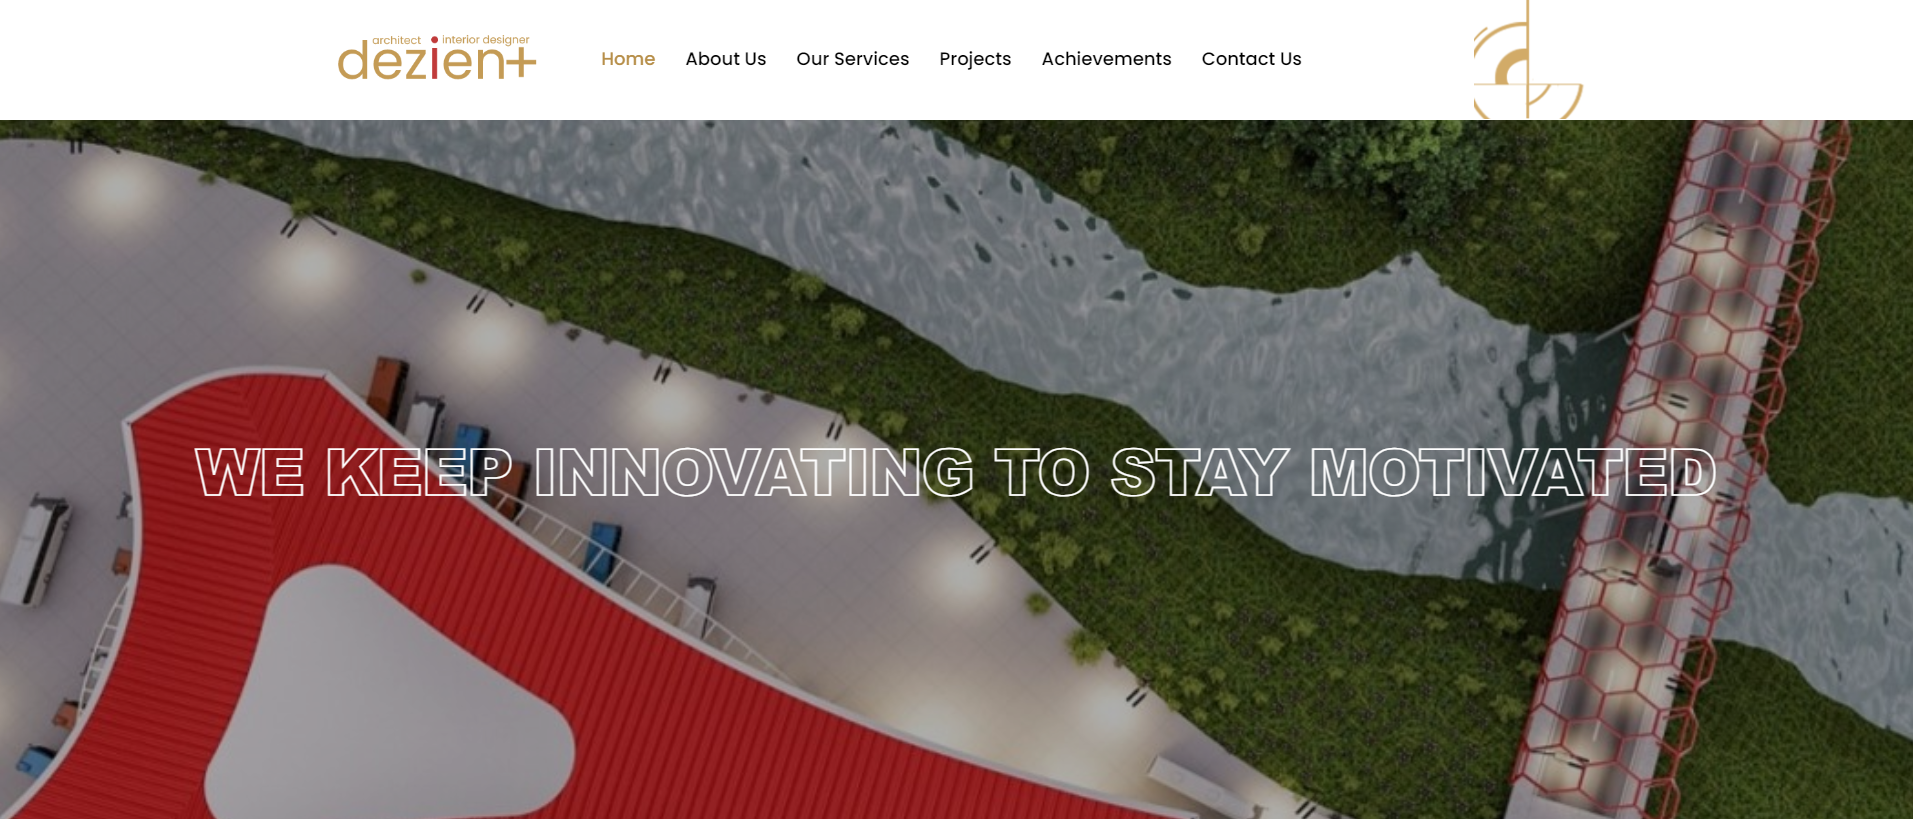 architect interior designer
dezien+
Home About Us Our Services Projects Achievements Contact Us
WE KEEP INNOVATING TO STAY MOTIVATED